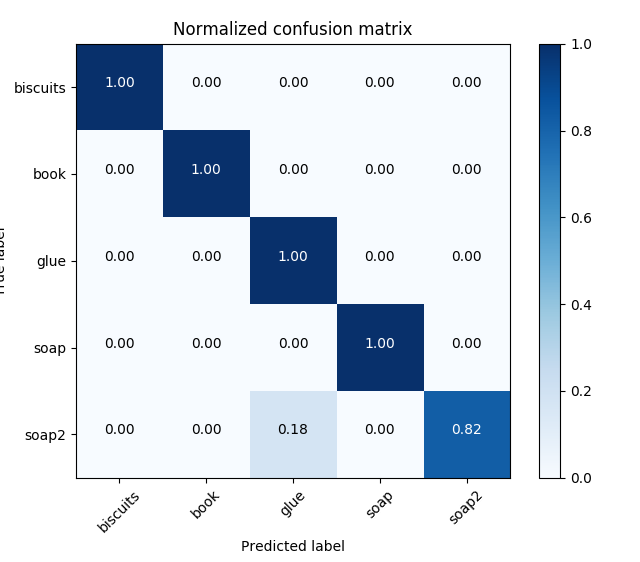 Normalized confusion matrix
biscuits 1.00 0.00 0.00 0.00 0.00 1.0
book 0.00 1.00 0.00 0.00 0.00 0.8
glue 0.00 0.00 1.00 0.00 0.00 0.6
soap 0.00 0.00 0.00 1.00 0.00 0.4
soap2 0.00 0.00 0.18 0.00 0.82 0.2
0.0
biscuits book glue soap soap2
Predicted label